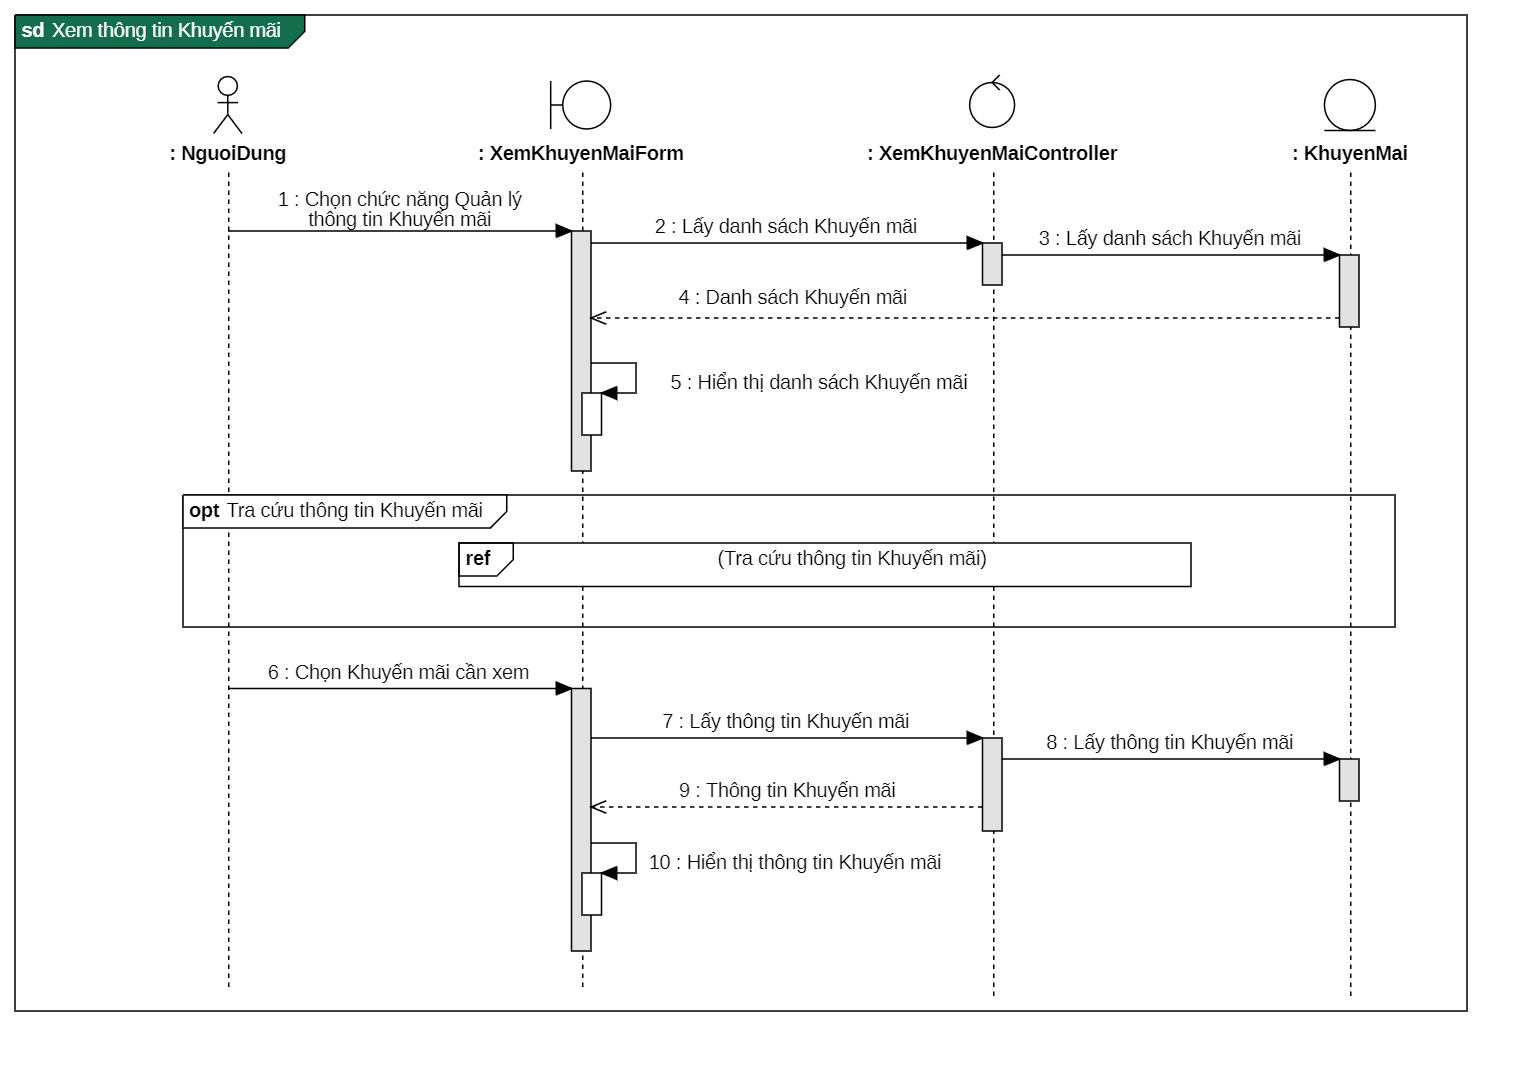 sd Xem thông tin Khuyến mãi
: NguoiDung
: XemKhuyenMaiForm
: XemKhuyenMaiController
: KhuyenMai
1 : Chọn chức năng Quản lý
thông tin Khuyến mãi
2 : Lấy danh sách Khuyến mãi
3 : Lấy danh sách Khuyến mãi
4 : Danh sách Khuyến mãi
5 : Hiển thị danh sách Khuyến mãi
opt Tra cứu thông tin Khuyến mãi
ref (Tra cứu thông tin Khuyến mãi)
6 : Chọn Khuyến mãi cần xem
7 : Lấy thông tin Khuyến mãi
8 : Lấy thông tin Khuyến mãi
9 : Thông tin Khuyến mãi
10 : Hiển thị thông tin Khuyến mãi